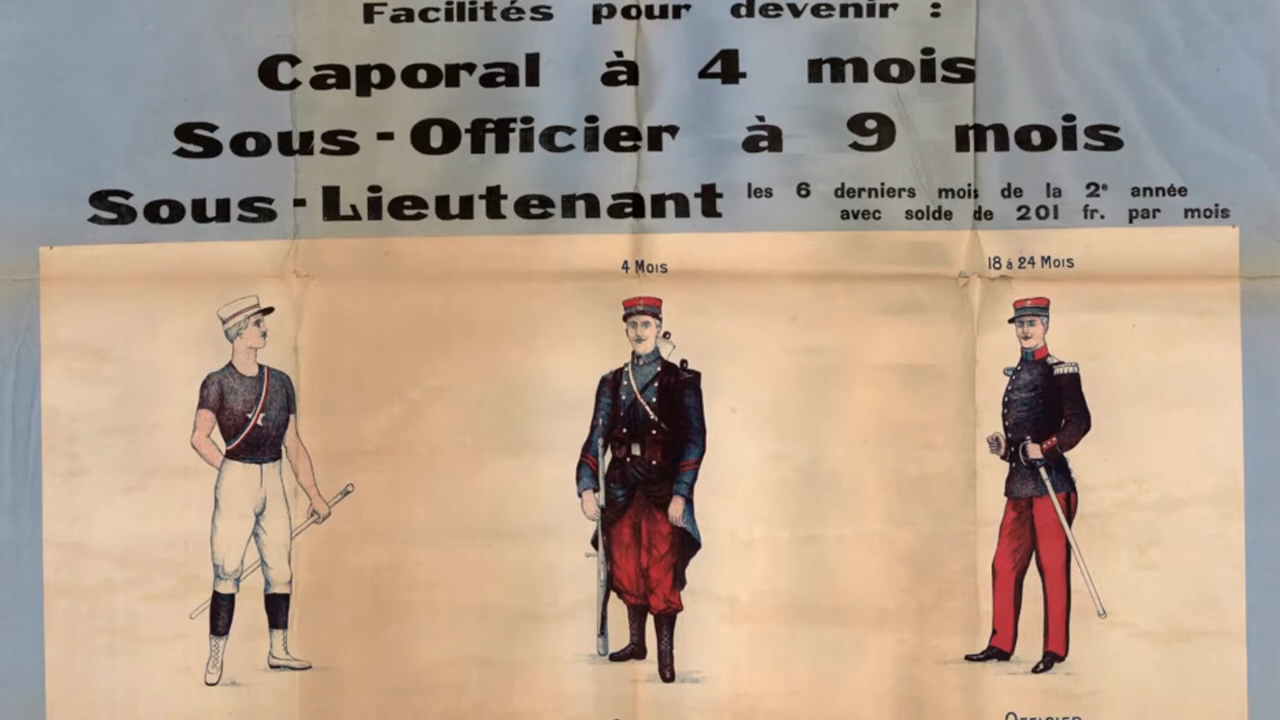 Facilités pour devenir :
Caporal à 4 mois
Sous-Officier à 9 mois
Sous-Lieutenant les 6 derniers mois de la 2e année
avec solde de 201 fr. par mois
4 Mois
18 à 24 Mois
Officier